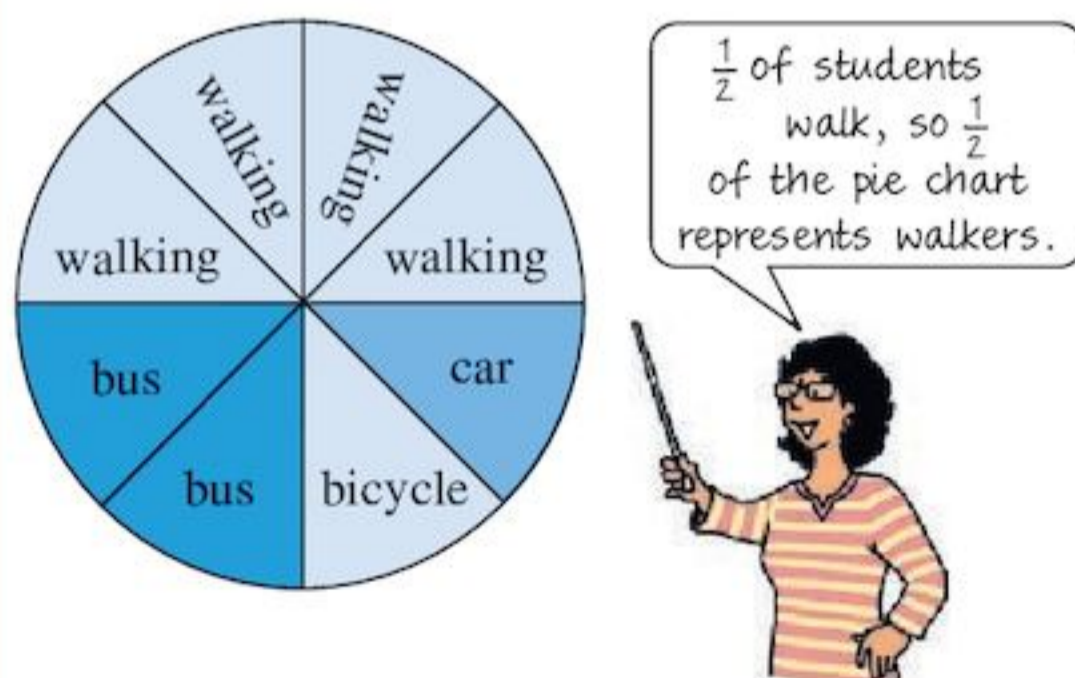 walking
walking
walking
walking
bus
car
bus
bicycle
1/2 of students
walk, so 1/2
of the pie chart
represents walkers.